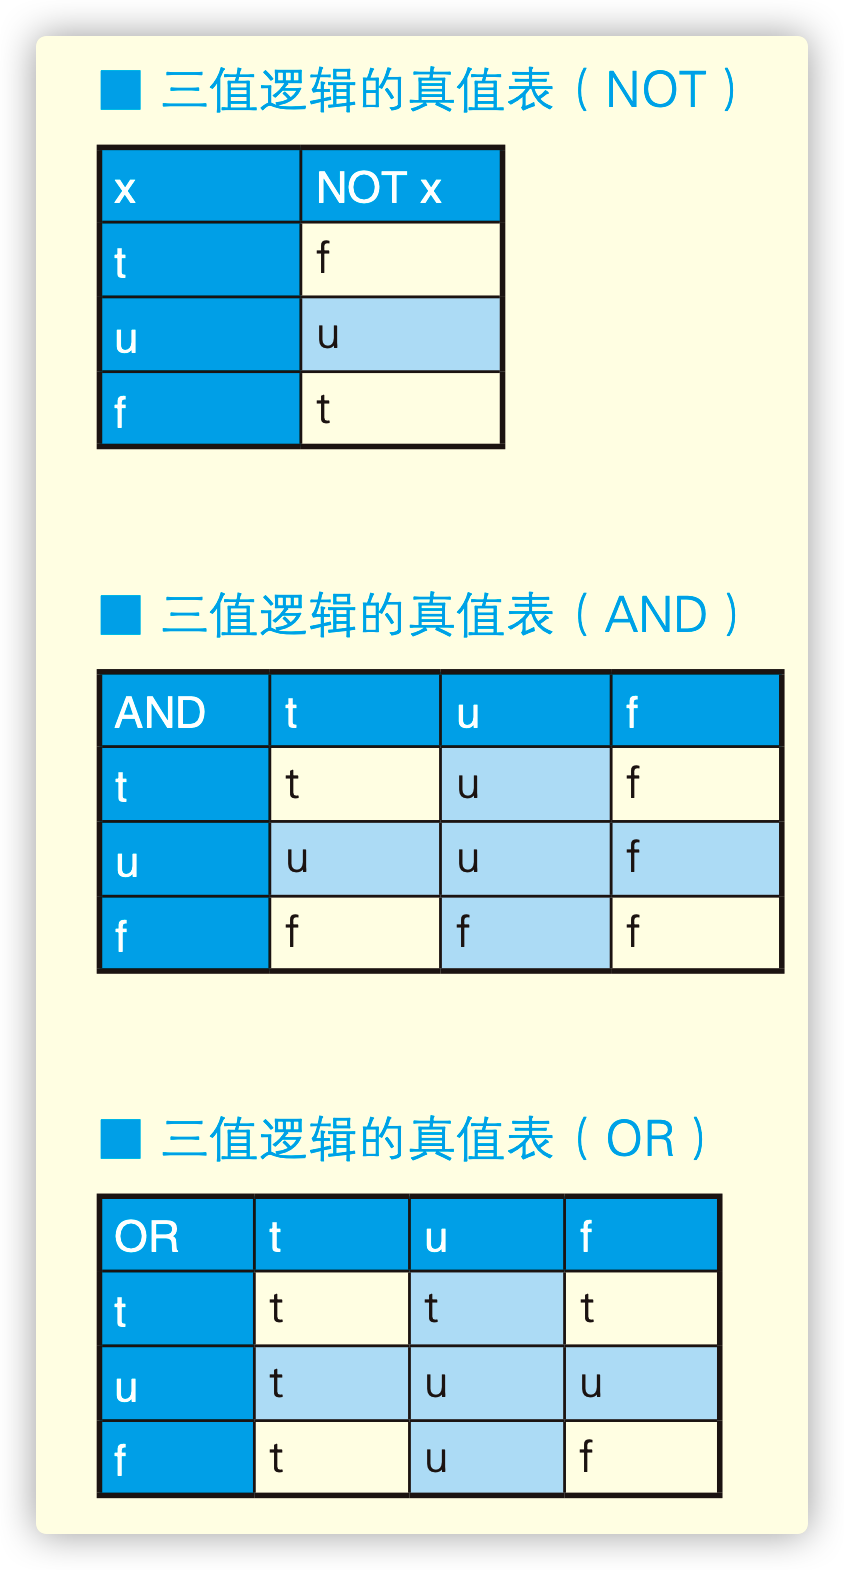 ■ 三值逻辑的真值表（NOT）
x NOT x
t f
u u
f t
■ 三值逻辑的真值表（AND）
AND t u f
t t u f
u u u f
f f f f
■ 三值逻辑的真值表（OR）
OR t u f
t t t t
u t u u
f t u f